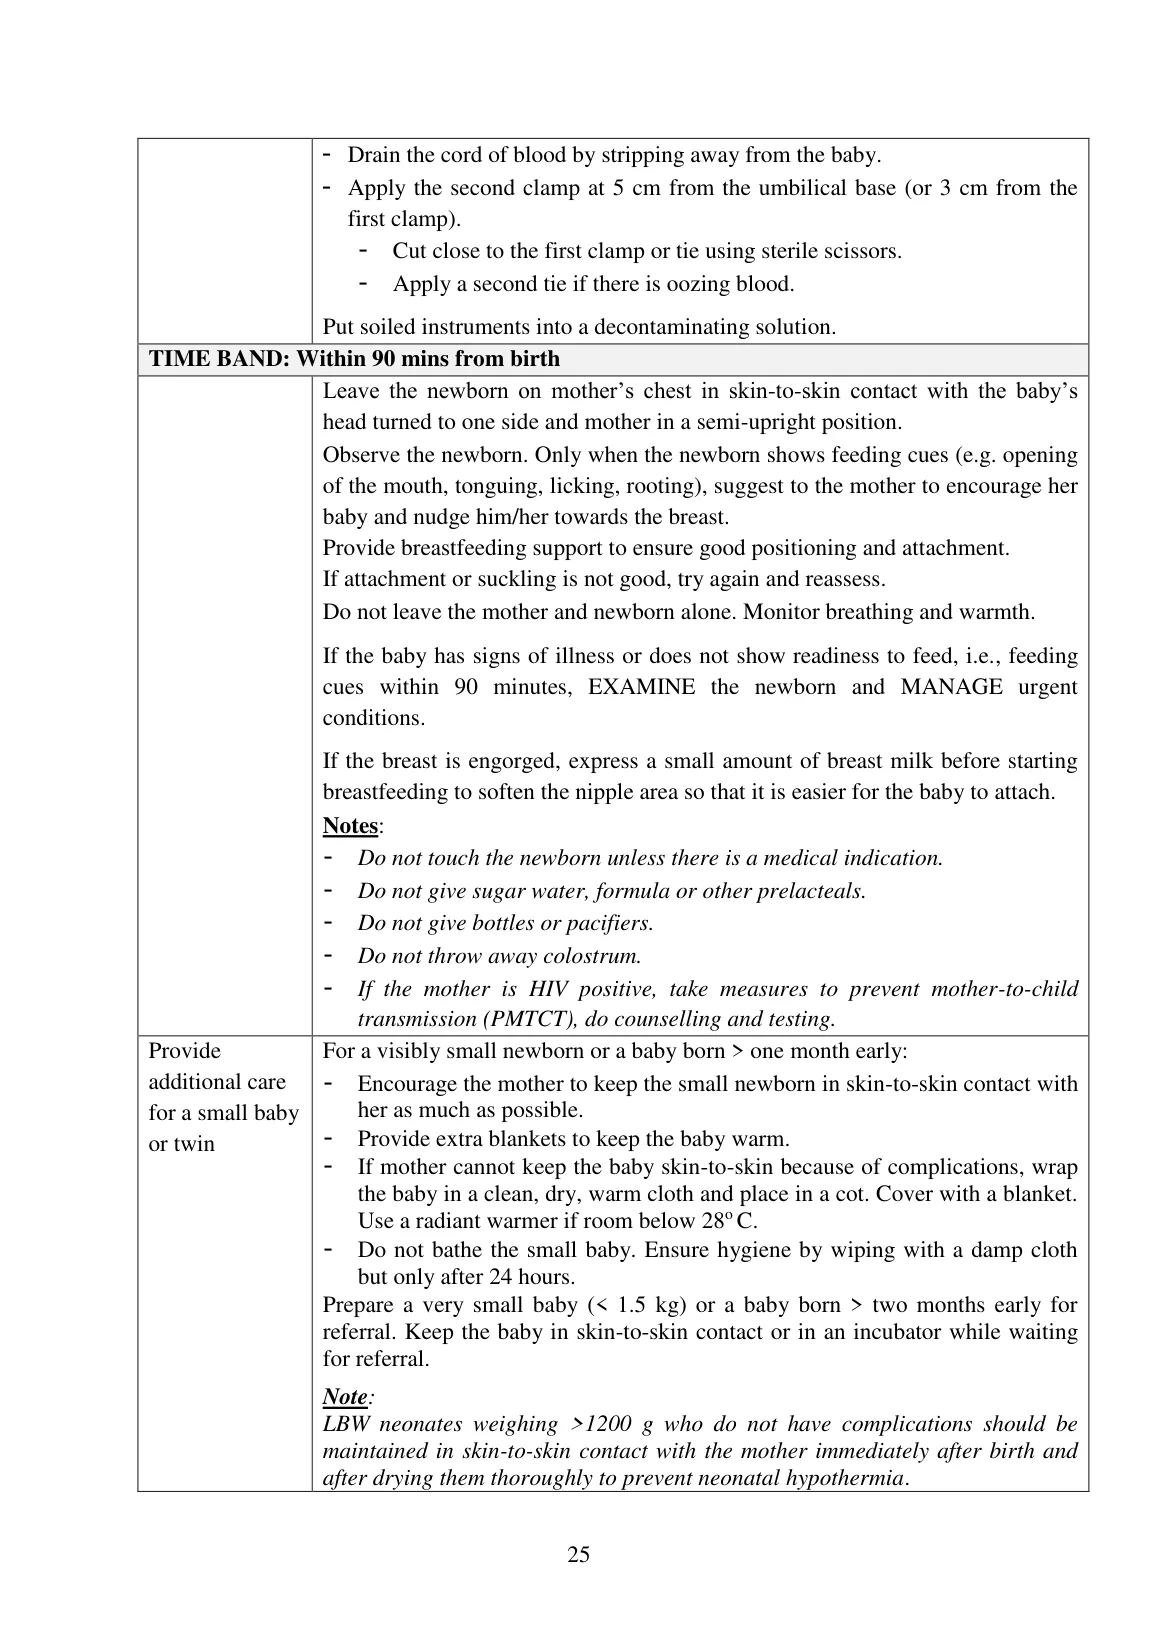 - Drain the cord of blood by stripping away from the baby.
- Apply the second clamp at 5 cm from the umbilical base (or 3 cm from the
first clamp).
- Cut close to the first clamp or tie using sterile scissors.
- Apply a second tie if there is oozing blood.
Put soiled instruments into a decontaminating solution.
TIME BAND: Within 90 mins from birth
Leave the newborn on mother’s chest in skin-to-skin contact with the baby’s
head turned to one side and mother in a semi-upright position.
Observe the newborn. Only when the newborn shows feeding cues (e.g. opening
of the mouth, tonguing, licking, rooting), suggest to the mother to encourage her
baby and nudge him/her towards the breast.
Provide breastfeeding support to ensure good positioning and attachment.
If attachment or suckling is not good, try again and reassess.
Do not leave the mother and newborn alone. Monitor breathing and warmth.
If the baby has signs of illness or does not show readiness to feed, i.e., feeding
cues within 90 minutes, EXAMINE the newborn and MANAGE urgent
conditions.
If the breast is engorged, express a small amount of breast milk before starting
breastfeeding to soften the nipple area so that it is easier for the baby to attach.
Notes:
- Do not touch the newborn unless there is a medical indication.
- Do not give sugar water, formula or other prelacteals.
- Do not give bottles or pacifiers.
- Do not throw away colostrum.
- If the mother is HIV positive, take measures to prevent mother-to-child
transmission (PMTCT), do counselling and testing.
Provide
additional care
for a small baby
or twin
For a visibly small newborn or a baby born > one month early:
- Encourage the mother to keep the small newborn in skin-to-skin contact with
her as much as possible.
- Provide extra blankets to keep the baby warm.
- If mother cannot keep the baby skin-to-skin because of complications, wrap
the baby in a clean, dry, warm cloth and place in a cot. Cover with a blanket.
Use a radiant warmer if room below 28º C.
- Do not bathe the small baby. Ensure hygiene by wiping with a damp cloth
but only after 24 hours.
Prepare a very small baby (< 1.5 kg) or a baby born > two months early for
referral. Keep the baby in skin-to-skin contact or in an incubator while waiting
for referral.
Note:
LBW neonates weighing >1200 g who do not have complications should be
maintained in skin-to-skin contact with the mother immediately after birth and
after drying them thoroughly to prevent neonatal hypothermia.
25